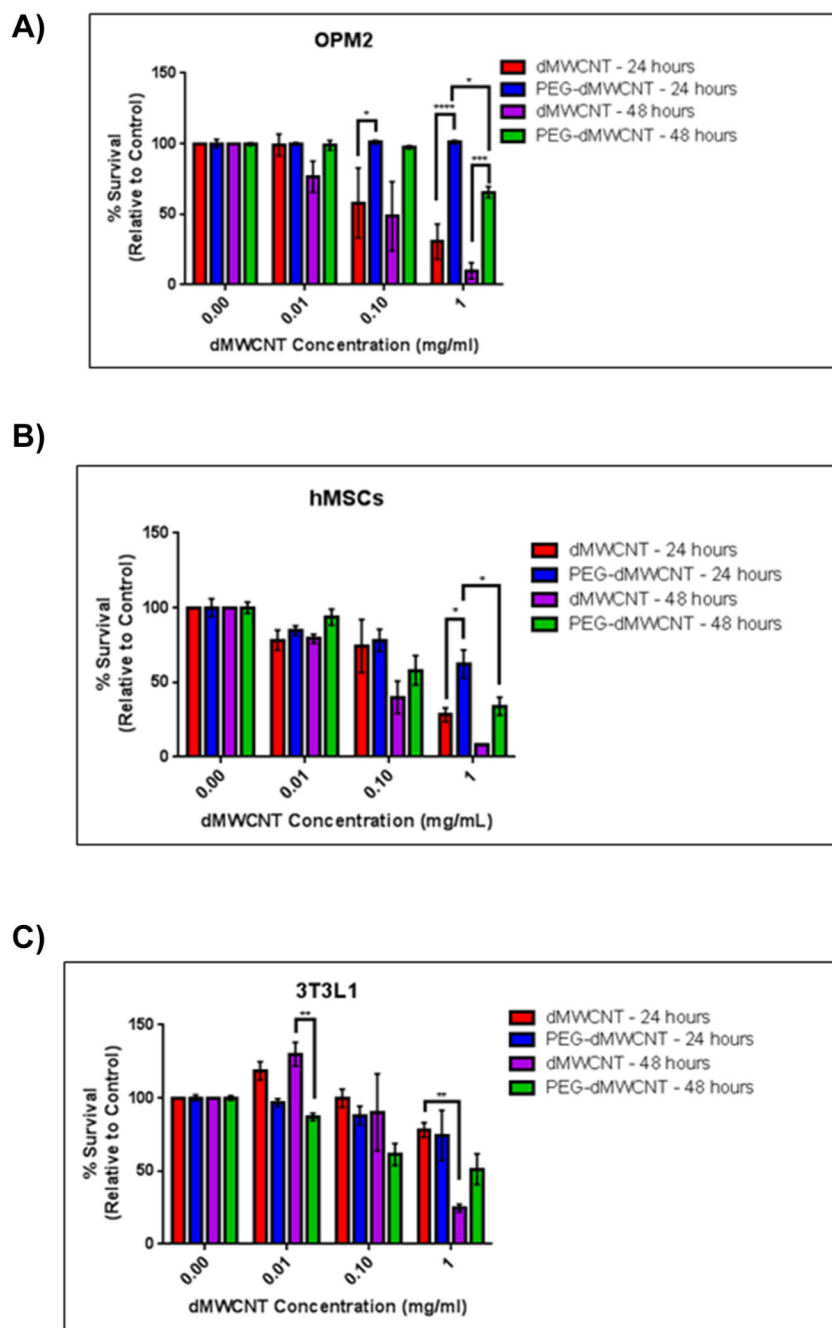 A)
OPM2
dMWCNT - 24 hours
PEG-dMWCNT - 24 hours
dMWCNT - 48 hours
PEG-dMWCNT - 48 hours
% Survival
(Relative to Control)
150
100
50
0
*
****
*
***
0.00
0.01
0.10
1
dMWCNT Concentration (mg/ml)
B)
hMSCs
dMWCNT - 24 hours
PEG-dMWCNT - 24 hours
dMWCNT - 48 hours
PEG-dMWCNT - 48 hours
% Survival
(Relative to Control)
150
100
50
0
*
*
0.00
0.01
0.10
1
dMWCNT Concentration (mg/mL)
C)
3T3L1
dMWCNT - 24 hours
PEG-dMWCNT - 24 hours
dMWCNT - 48 hours
PEG-dMWCNT - 48 hours
% Survival
(Relative to Control)
150
100
50
0
**
**
0.00
0.01
0.10
1
dMWCNT Concentration (mg/ml)